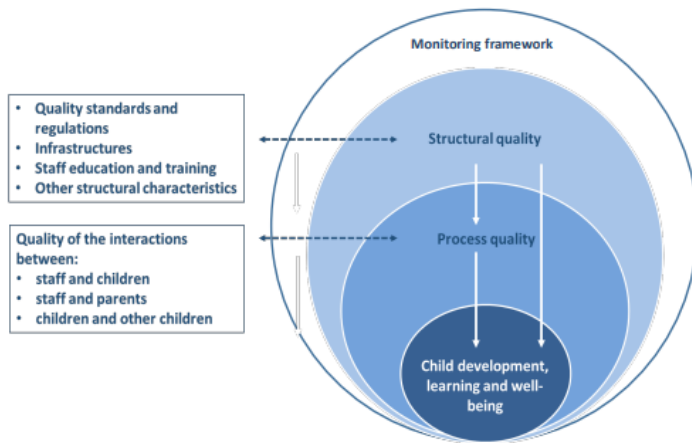 Monitoring framework
• Quality standards and
regulations
• Infrastructures
• Staff education and training
• Other structural characteristics
Structural quality
Quality of the interactions
between:
• staff and children
• staff and parents
• children and other children
Process quality
Child development,
learning and well-
being